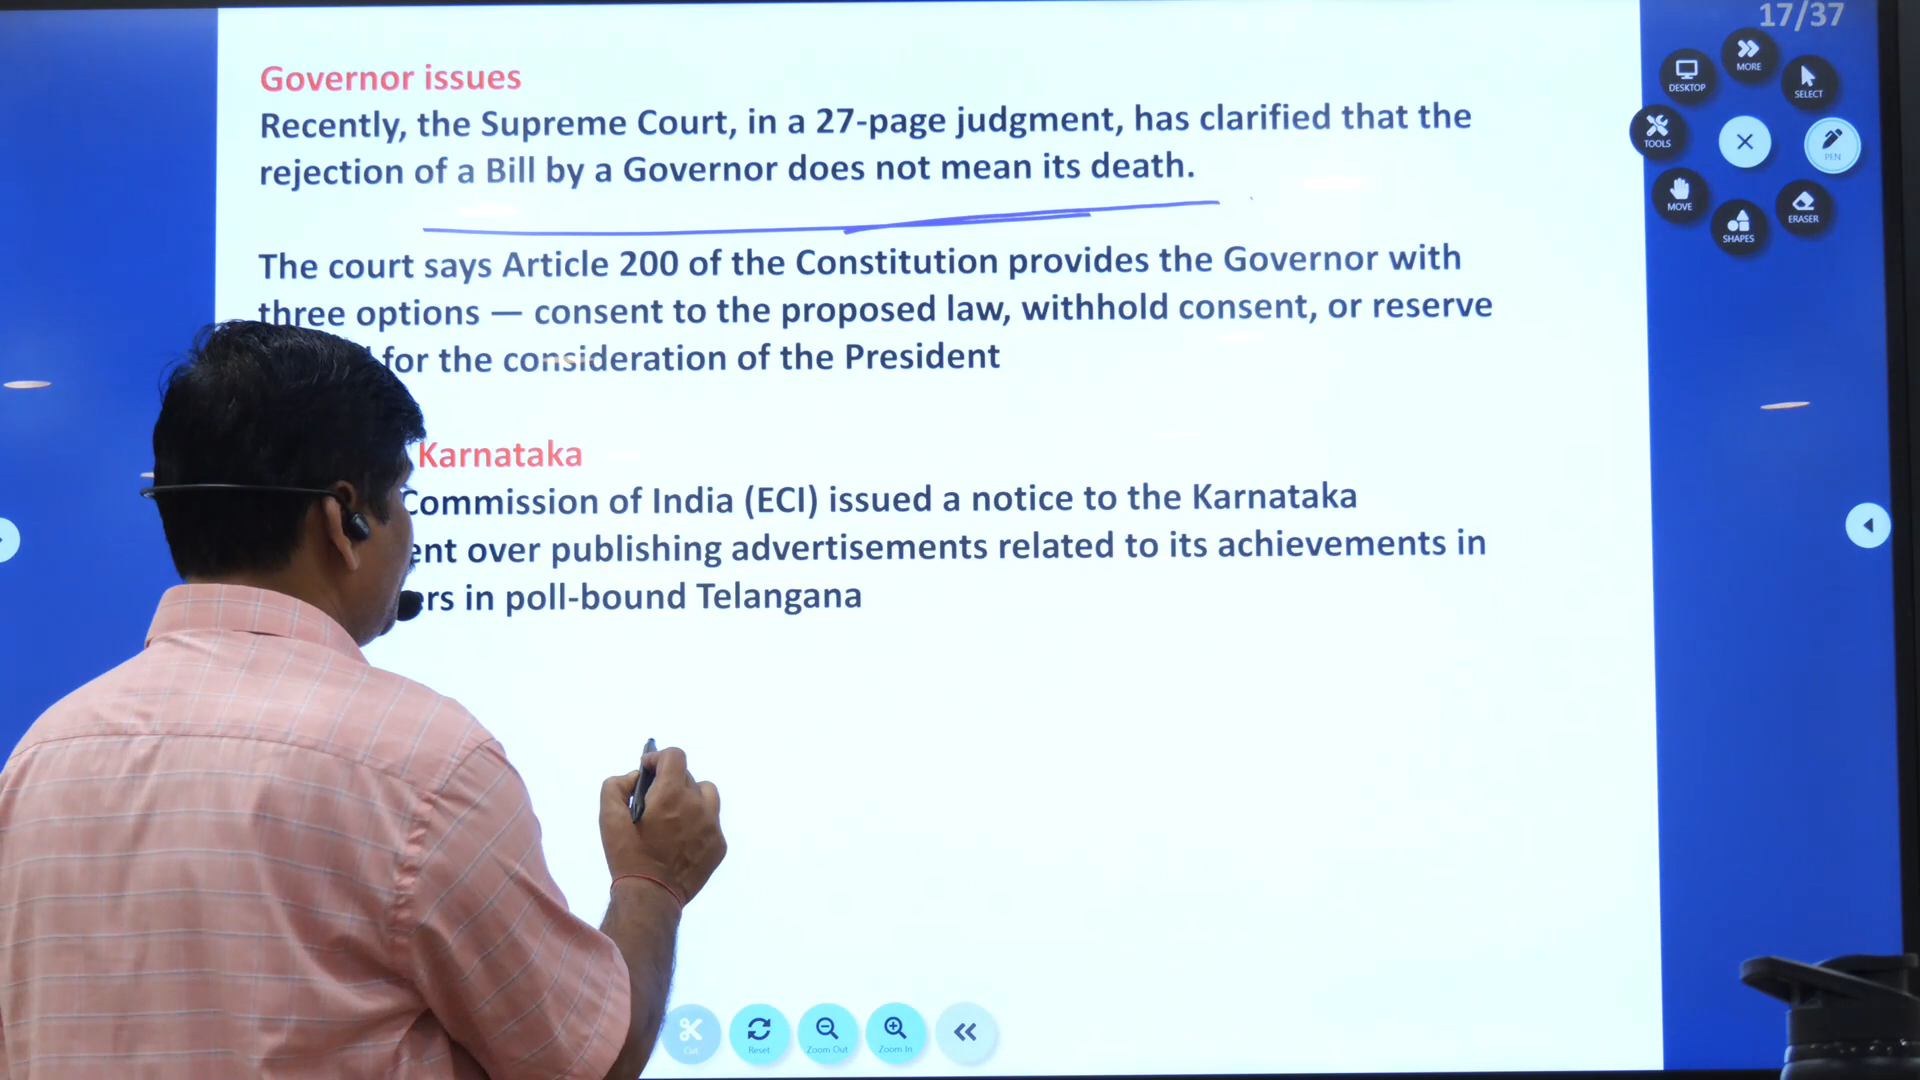 17/37
Governor issues
Recently, the Supreme Court, in a 27-page judgment, has clarified that the
rejection of a Bill by a Governor does not mean its death.
The court says Article 200 of the Constitution provides the Governor with
three options — consent to the proposed law, withhold consent, or reserve
for the consideration of the President
Karnataka
Commission of India (ECI) issued a notice to the Karnataka
ent over publishing advertisements related to its achievements in
ers in poll-bound Telangana
MORE
DESKTOP
SELECT
TOOLS
PEN
MOVE
ERASER
SHAPES
Cut
Reset
Zoom Out
Zoom In